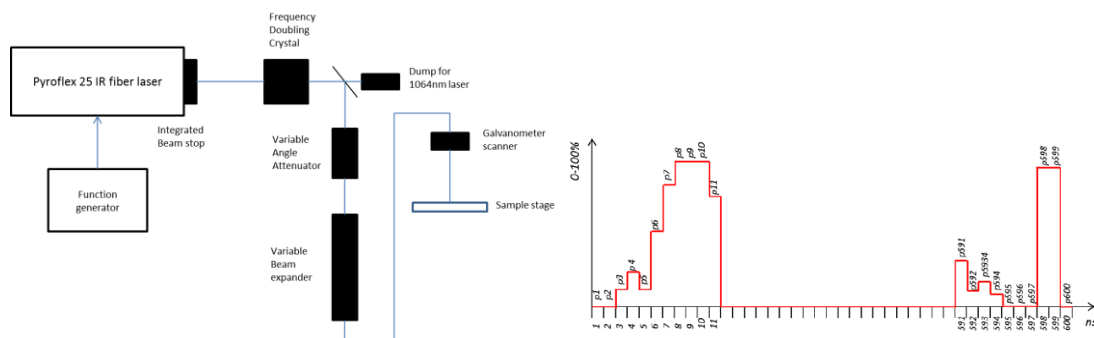 Frequency
Doubling
Crystal
Pyroflex 25 IR fiber laser
Dump for
1064nm laser
Integrated
Beam stop
Variable
Angle
Attenuator
Galvanometer
scanner
Function
generator
Sample stage
Variable
Beam
expander
0-100%
p1
p2
p3
p4
p5
p6
p7
p8
p9
p10
p11
p591
p592
p5934
p594
p595
p596
p597
p598
p599
p600
1
2
3
4
5
6
7
8
9
10
11
591
592
593
594
595
596
597
598
599
600
ns